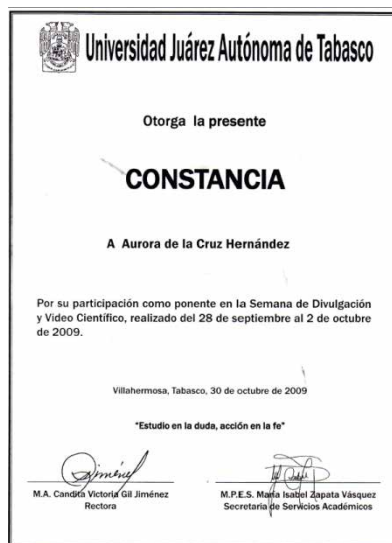 Universidad Juárez Autónoma de Tabasco
Otorga la presente
CONSTANCIA
A Aurora de la Cruz Hernández
Por su participación como ponente en la Semana de Divulgación
y Video Científico, realizado del 28 de septiembre al 2 de octubre
de 2009.
Villahermosa, Tabasco, 30 de octubre de 2009
"Estudio en la duda, acción en la fe"
M.A. Candita Victoria Gil Jiménez
Rectora
M.P.E.S. María Isabel Zapata Vásquez
Secretaria de Servicios Académicos